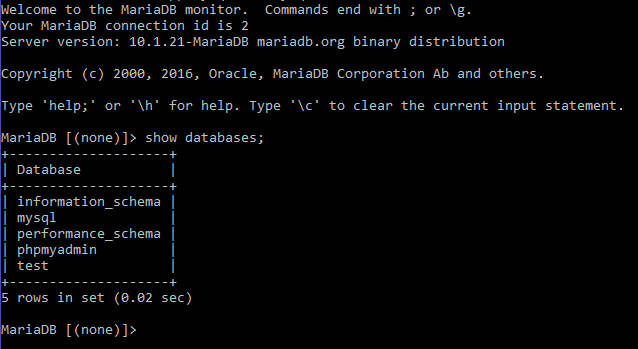 Welcome to the MariaDB monitor.  Commands end with ; or \g.
Your MariaDB connection id is 2
Server version: 10.1.21-MariaDB mariadb.org binary distribution
Copyright (c) 2000, 2016, Oracle, MariaDB Corporation Ab and others.
Type 'help;' or '\h' for help. Type '\c' to clear the current input statement.
MariaDB [(none)]> show databases;
+--------------------+
| Database           |
+--------------------+
| information_schema |
| mysql              |
| performance_schema |
| phpmyadmin         |
| test               |
+--------------------+
5 rows in set (0.02 sec)
MariaDB [(none)]>